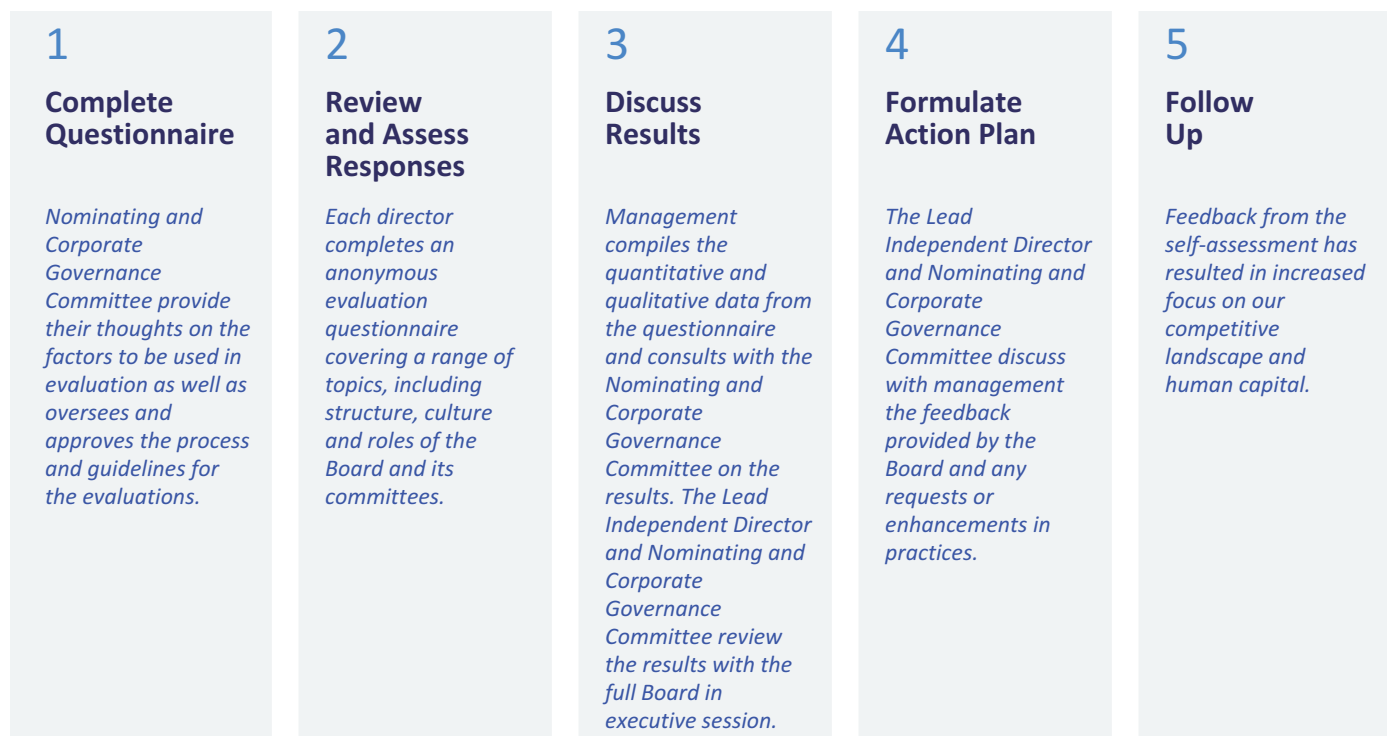 1
Complete
Questionnaire
Nominating and
Corporate
Governance
Committee provide
their thoughts on the
factors to be used in
evaluation as well as
oversees and
approves the process
and guidelines for
the evaluations.
2
Review
and Assess
Responses
Each director
completes an
anonymous
evaluation
questionnaire
covering a range of
topics, including
structure, culture
and roles of the
Board and its
committees.
3
Discuss
Results
Management
compiles the
quantitative and
qualitative data from
the questionnaire
and consults with the
Nominating and
Corporate
Governance
Committee on the
results. The Lead
Independent Director
and Nominating and
Corporate
Governance
Committee review
the results with the
full Board in
executive session.
4
Formulate
Action Plan
The Lead
Independent Director
and Nominating and
Corporate
Governance
Committee discuss
with management
the feedback
provided by the
Board and any
requests or
enhancements in
practices.
5
Follow
Up
Feedback from the
self-assessment has
resulted in increased
focus on our
competitive
landscape and
human capital.